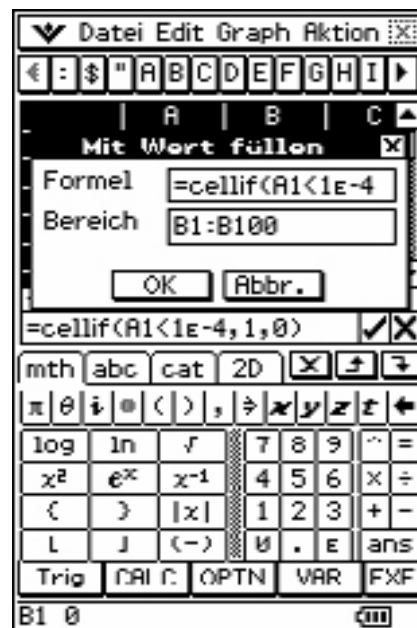 Datei Edit Graph Aktion
: $ " A B C D E F G H I
A B C
Mit Wert füllen
Formel =cellif(A1<1E-4
Bereich B1:B100
OK Abbr.
=cellif(A1<1E-4,1,0)
mth abc cat 2D
π θ i ( ) , x y z t
log ln √ 7 8 9 ^ =
x² eˣ x⁻¹ 4 5 6 × ÷
( ) |x| 1 2 3 + −
(−) 0 . E ans
Trig CALC OPTN VAR EXE
B1 0